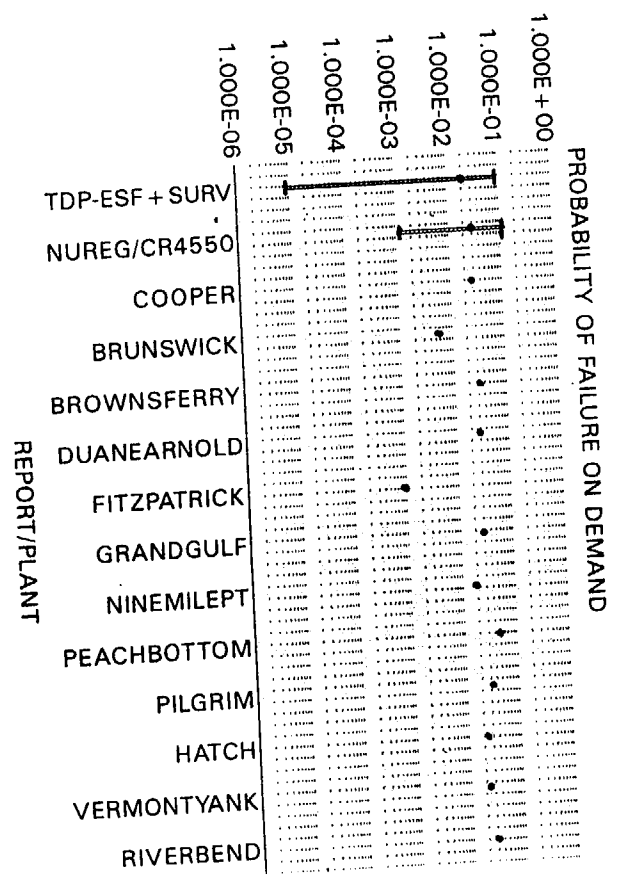 PROBABILITY OF FAILURE ON DEMAND
1.000E+00
1.000E-01
1.000E-02
1.000E-03
1.000E-04
1.000E-05
1.000E-06
TDP-ESF+SURV
NUREG/CR4550
COOPER
BRUNSWICK
BROWNSFERRY
DUANEARNOLD
FITZPATRICK
GRANDGULF
NINEMILEPT
PEACHBOTTOM
PILGRIM
HATCH
VERMONTYANK
RIVERBEND
REPORT/PLANT